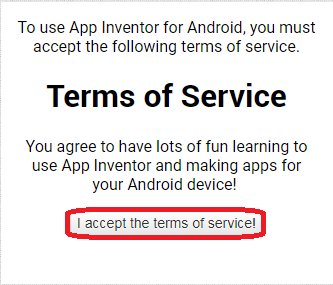 To use App Inventor for Android, you must
accept the following terms of service.
Terms of Service
You agree to have lots of fun learning to
use App Inventor and making apps for
your Android device!
I accept the terms of service!